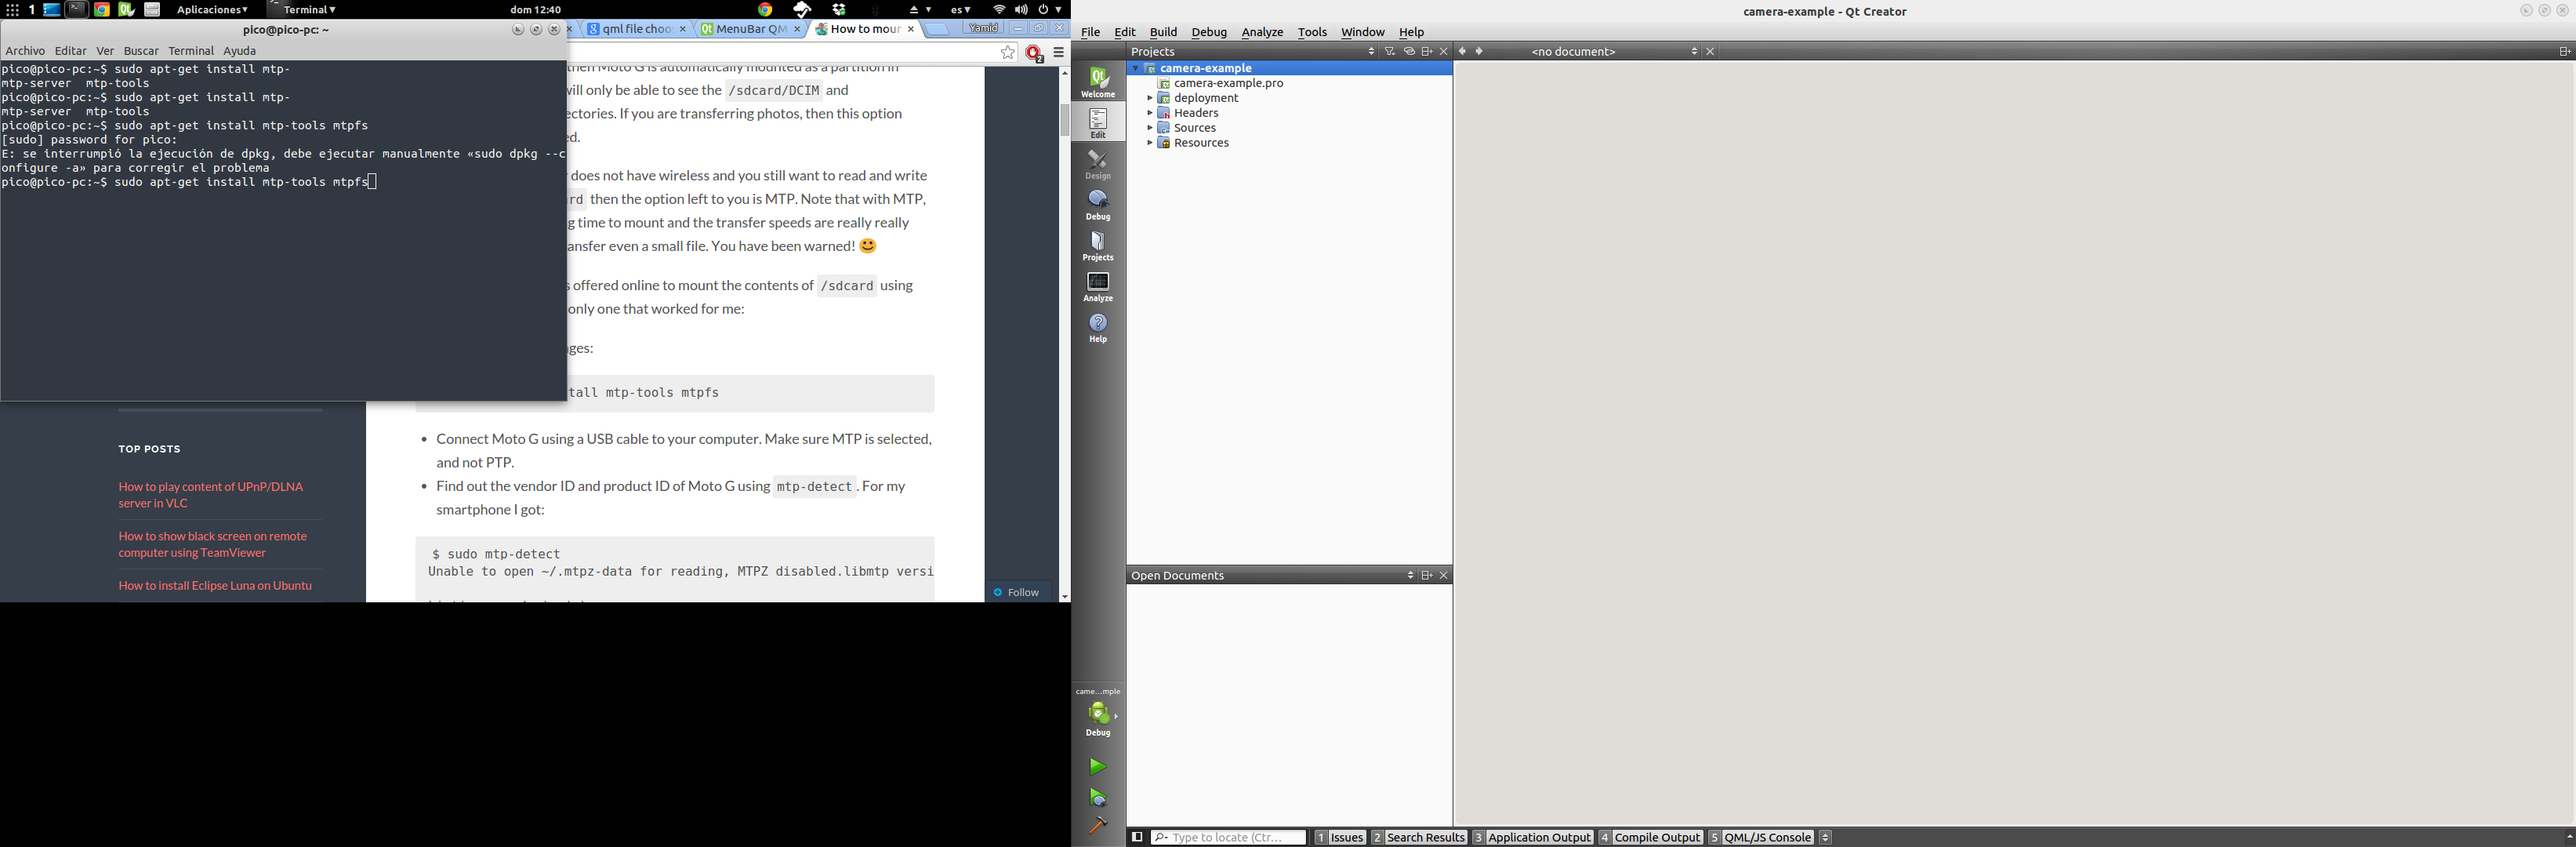 1 Aplicaciones▾ Terminal▾ dom 12:40 es▾
pico@pico-pc: ~
Archivo Editar Ver Buscar Terminal Ayuda
pico@pico-pc:~$ sudo apt-get install mtp-
mtp-server mtp-tools
pico@pico-pc:~$ sudo apt-get install mtp-
mtp-server mtp-tools
pico@pico-pc:~$ sudo apt-get install mtp-tools mtpfs
[sudo] password for pico:
E: se interrumpió la ejecución de dpkg, debe ejecutar manualmente «sudo dpkg --c
onfigure -a» para corregir el problema
pico@pico-pc:~$ sudo apt-get install mtp-tools mtpfs
qml file choo
MenuBar QM
How to mour
Yamid
2
then Moto G is automatically mounted as a partition in
will only be able to see the /sdcard/DCIM and
ectories. If you are transferring photos, then this option
ed.
does not have wireless and you still want to read and write
rd then the option left to you is MTP. Note that with MTP,
g time to mount and the transfer speeds are really really
ansfer even a small file. You have been warned!
s offered online to mount the contents of /sdcard using
only one that worked for me:
ges:
tall mtp-tools mtpfs
• Connect Moto G using a USB cable to your computer. Make sure MTP is selected,
and not PTP.
• Find out the vendor ID and product ID of Moto G using mtp-detect. For my
smartphone I got:
$ sudo mtp-detect
Unable to open ~/.mtpz-data for reading, MTPZ disabled.libmtp versi
TOP POSTS
How to play content of UPnP/DLNA
server in VLC
How to show black screen on remote
computer using TeamViewer
How to install Eclipse Luna on Ubuntu
Follow
camera-example - Qt Creator
File Edit Build Debug Analyze Tools Window Help
Projects
<no document>
Welcome
Edit
Design
Debug
Projects
Analyze
Help
camera-example
camera-example.pro
deployment
Headers
Sources
Resources
Open Documents
came...mple
Debug
Type to locate (Ctr...
1 Issues 2 Search Results 3 Application Output 4 Compile Output 5 QML/JS Console